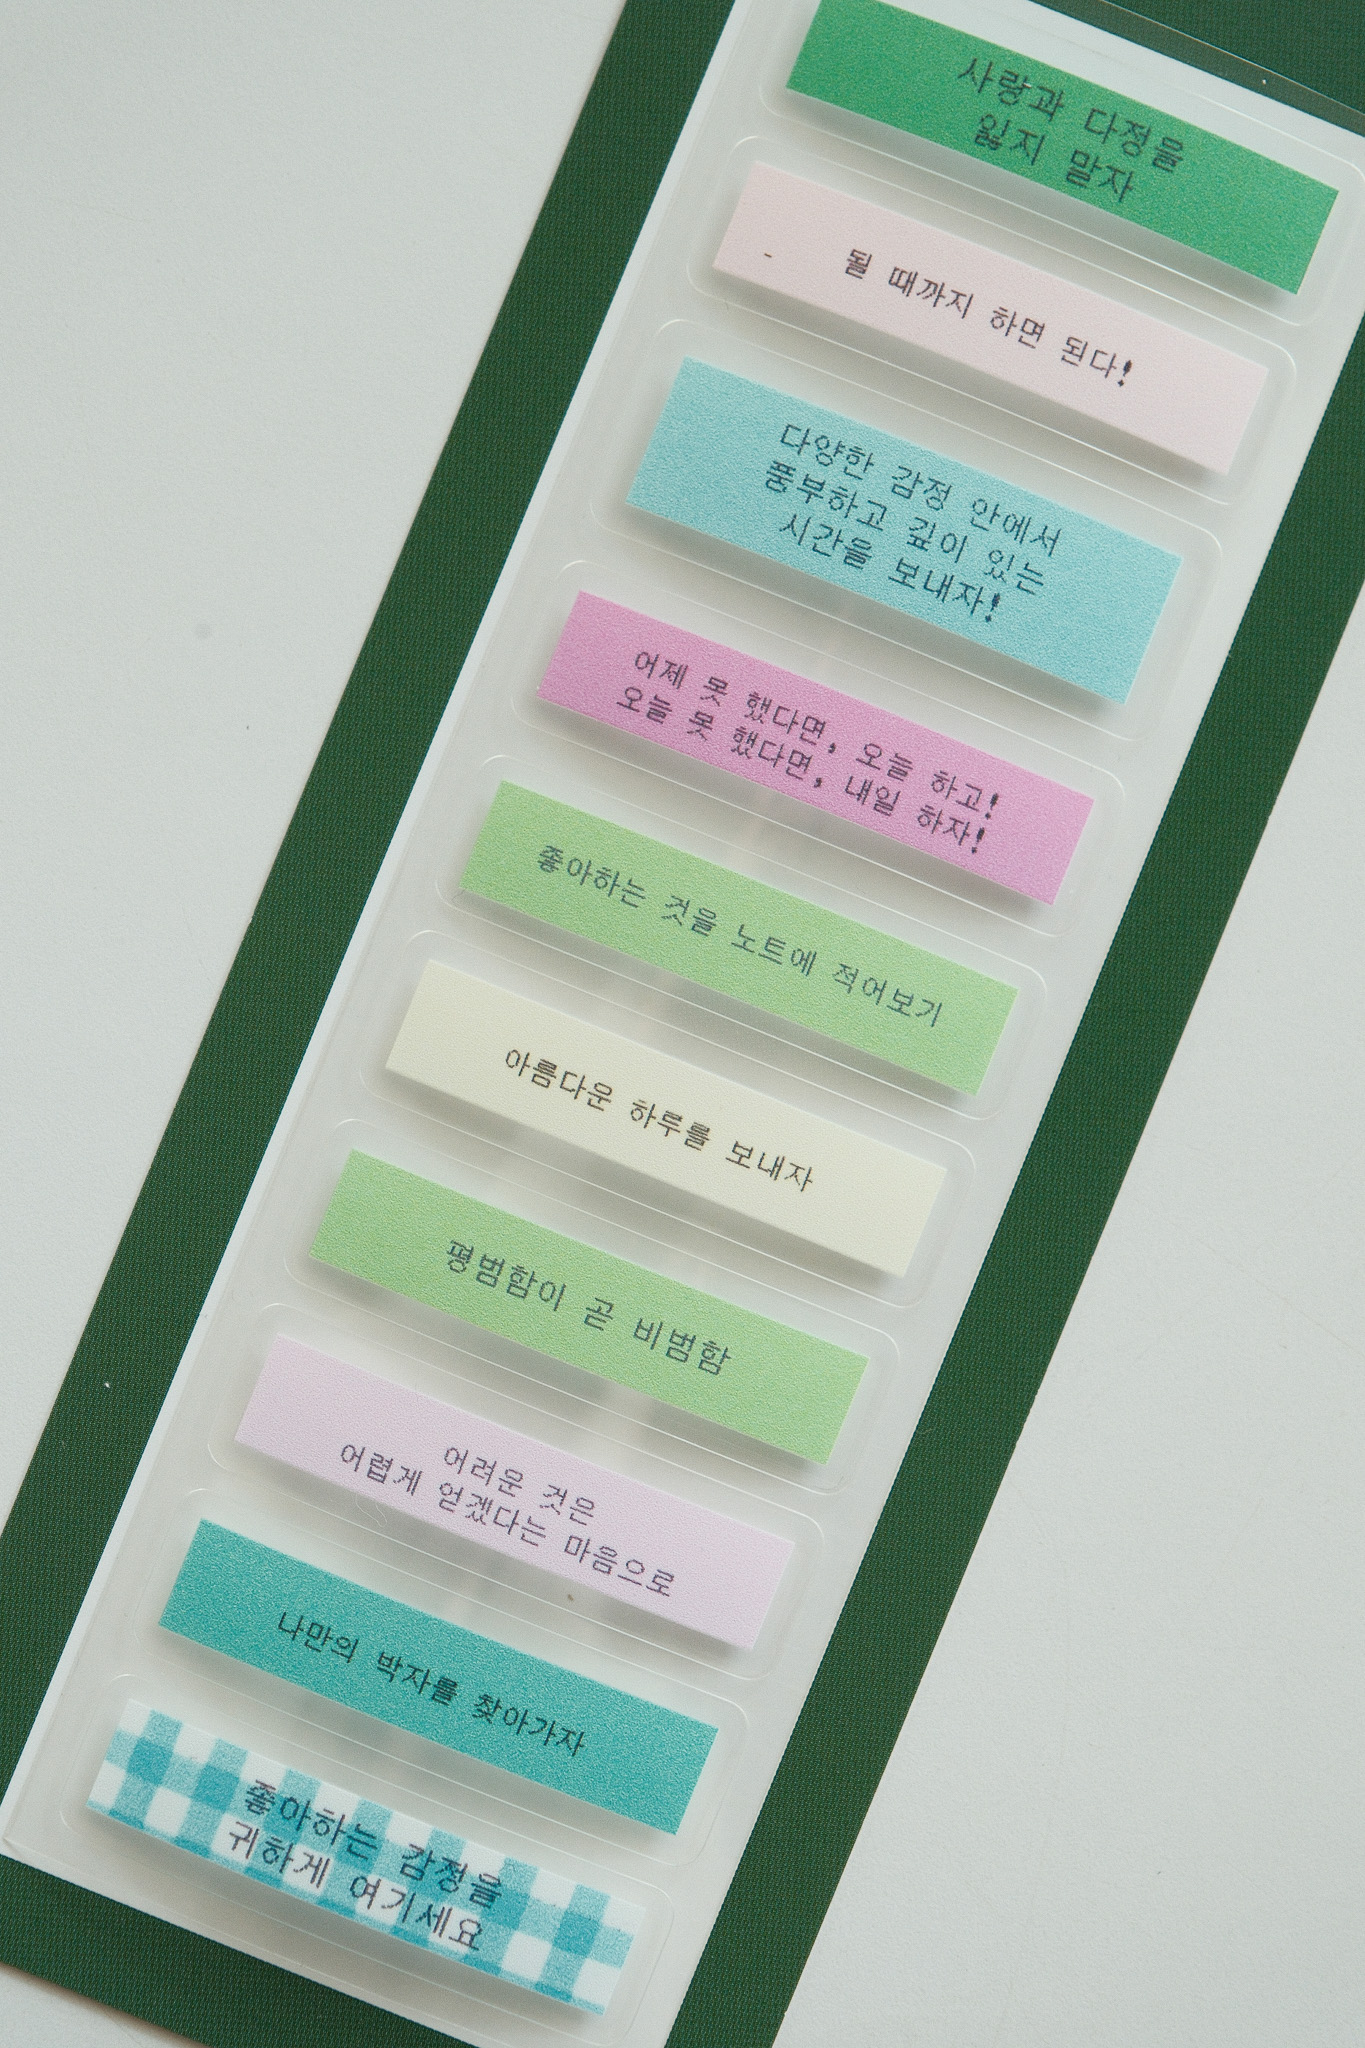 사랑과 다정을
잃지 말자
될 때까지 하면 된다!
다양한 감정 안에서
풍부하고 깊이 있는
시간을 보내자!
어제 못 했다면, 오늘 하고!
오늘 못 했다면, 내일 하자!
좋아하는 것을 노트에 적어보기
아름다운 하루를 보내자
평범함이 곧 비범함
어려운 것은
어렵게 얻겠다는 마음으로
나만의 박자를 찾아가자
좋아하는 감정을
귀하게 여기세요